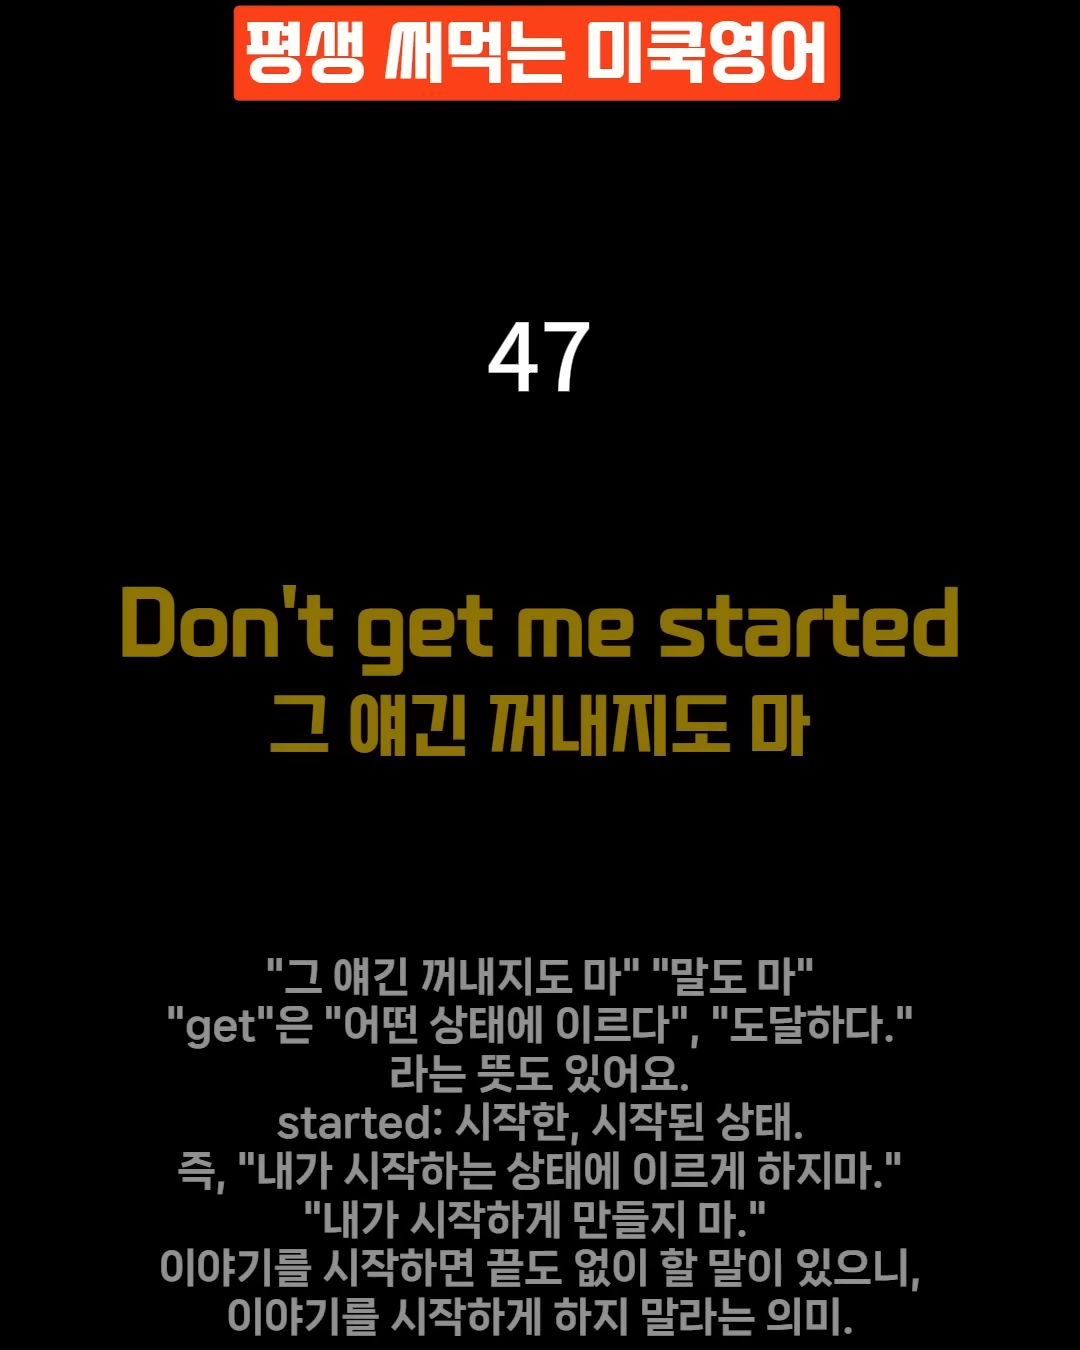 평생 써먹는 미쿡영어
47
Don't get me started
그 얘긴 꺼내지도 마
"그 얘긴 꺼내지도 마" "말도 마"
"get"은 "어떤 상태에 이르다", "도달하다."
라는 뜻도 있어요.
started: 시작한, 시작된 상태.
즉, "내가 시작하는 상태에 이르게 하지마."
"내가 시작하게 만들지 마."
이야기를 시작하면 끝도 없이 할 말이 있으니,
이야기를 시작하게 하지 말라는 의미.